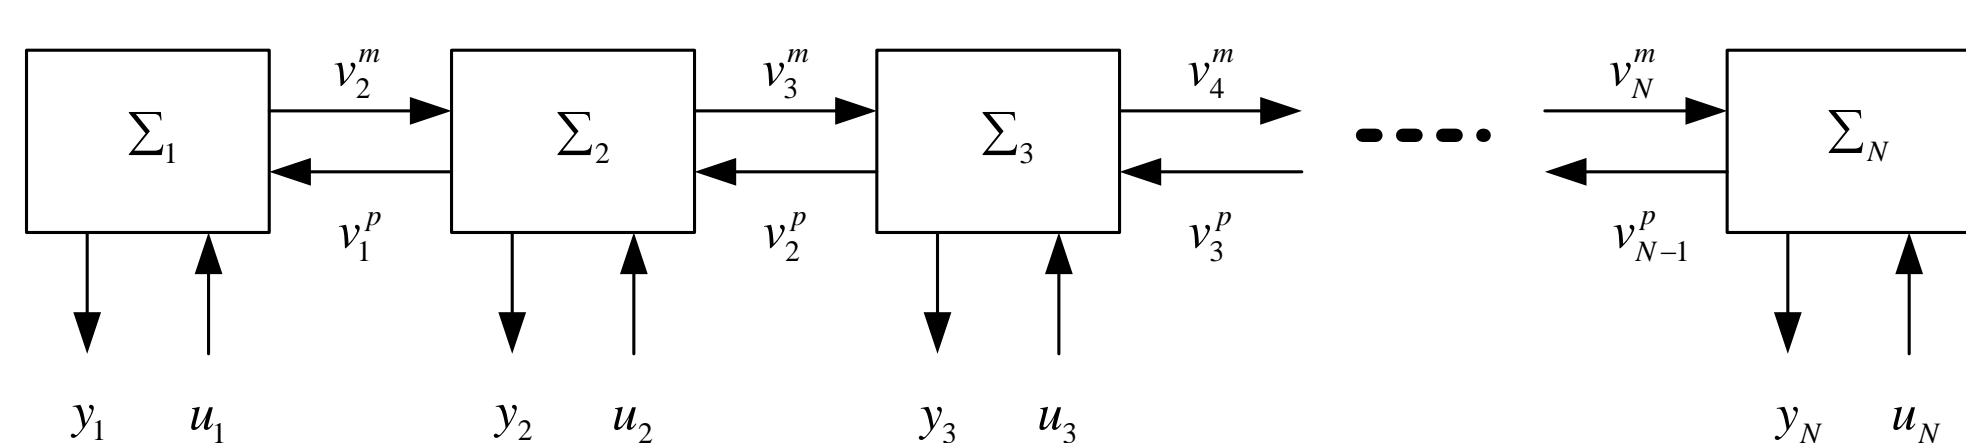 v_2^m v_3^m v_4^m v_N^m
Σ_1 Σ_2 Σ_3 Σ_N
v_1^p v_2^p v_3^p v_{N−1}^p
y_1 u_1 y_2 u_2 y_3 u_3 y_N u_N